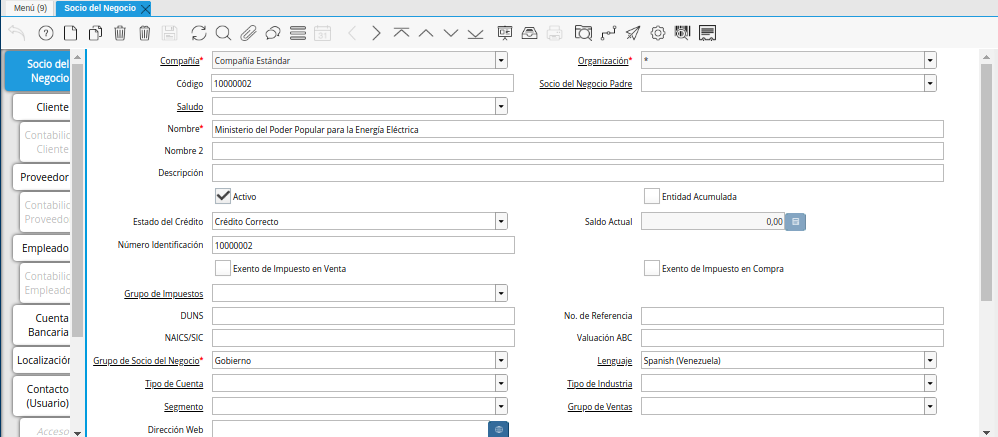 Menú (9)
Socio del Negocio
31
Socio del
Negocio
Cliente
Contabilic
Cliente
Proveedor
Contabilic
Proveedo
Empleado
Contabilic
Empleado
Cuenta
Bancaria
Localización
Contacto
(Usuario)
Acceso
Compañía* Compañía Estándar Organización* *
Código 10000002 Socio del Negocio Padre
Saludo
Nombre* Ministerio del Poder Popular para la Energía Eléctrica
Nombre 2
Descripción
Activo Entidad Acumulada
Estado del Crédito Crédito Correcto Saldo Actual 0,00
Número Identificación 10000002
Exento de Impuesto en Venta Exento de Impuesto en Compra
Grupo de Impuestos
DUNS No. de Referencia
NAICS/SIC Valuación ABC
Grupo de Socio del Negocio* Gobierno Lenguaje Spanish (Venezuela)
Tipo de Cuenta Tipo de Industria
Segmento Grupo de Ventas
Dirección Web